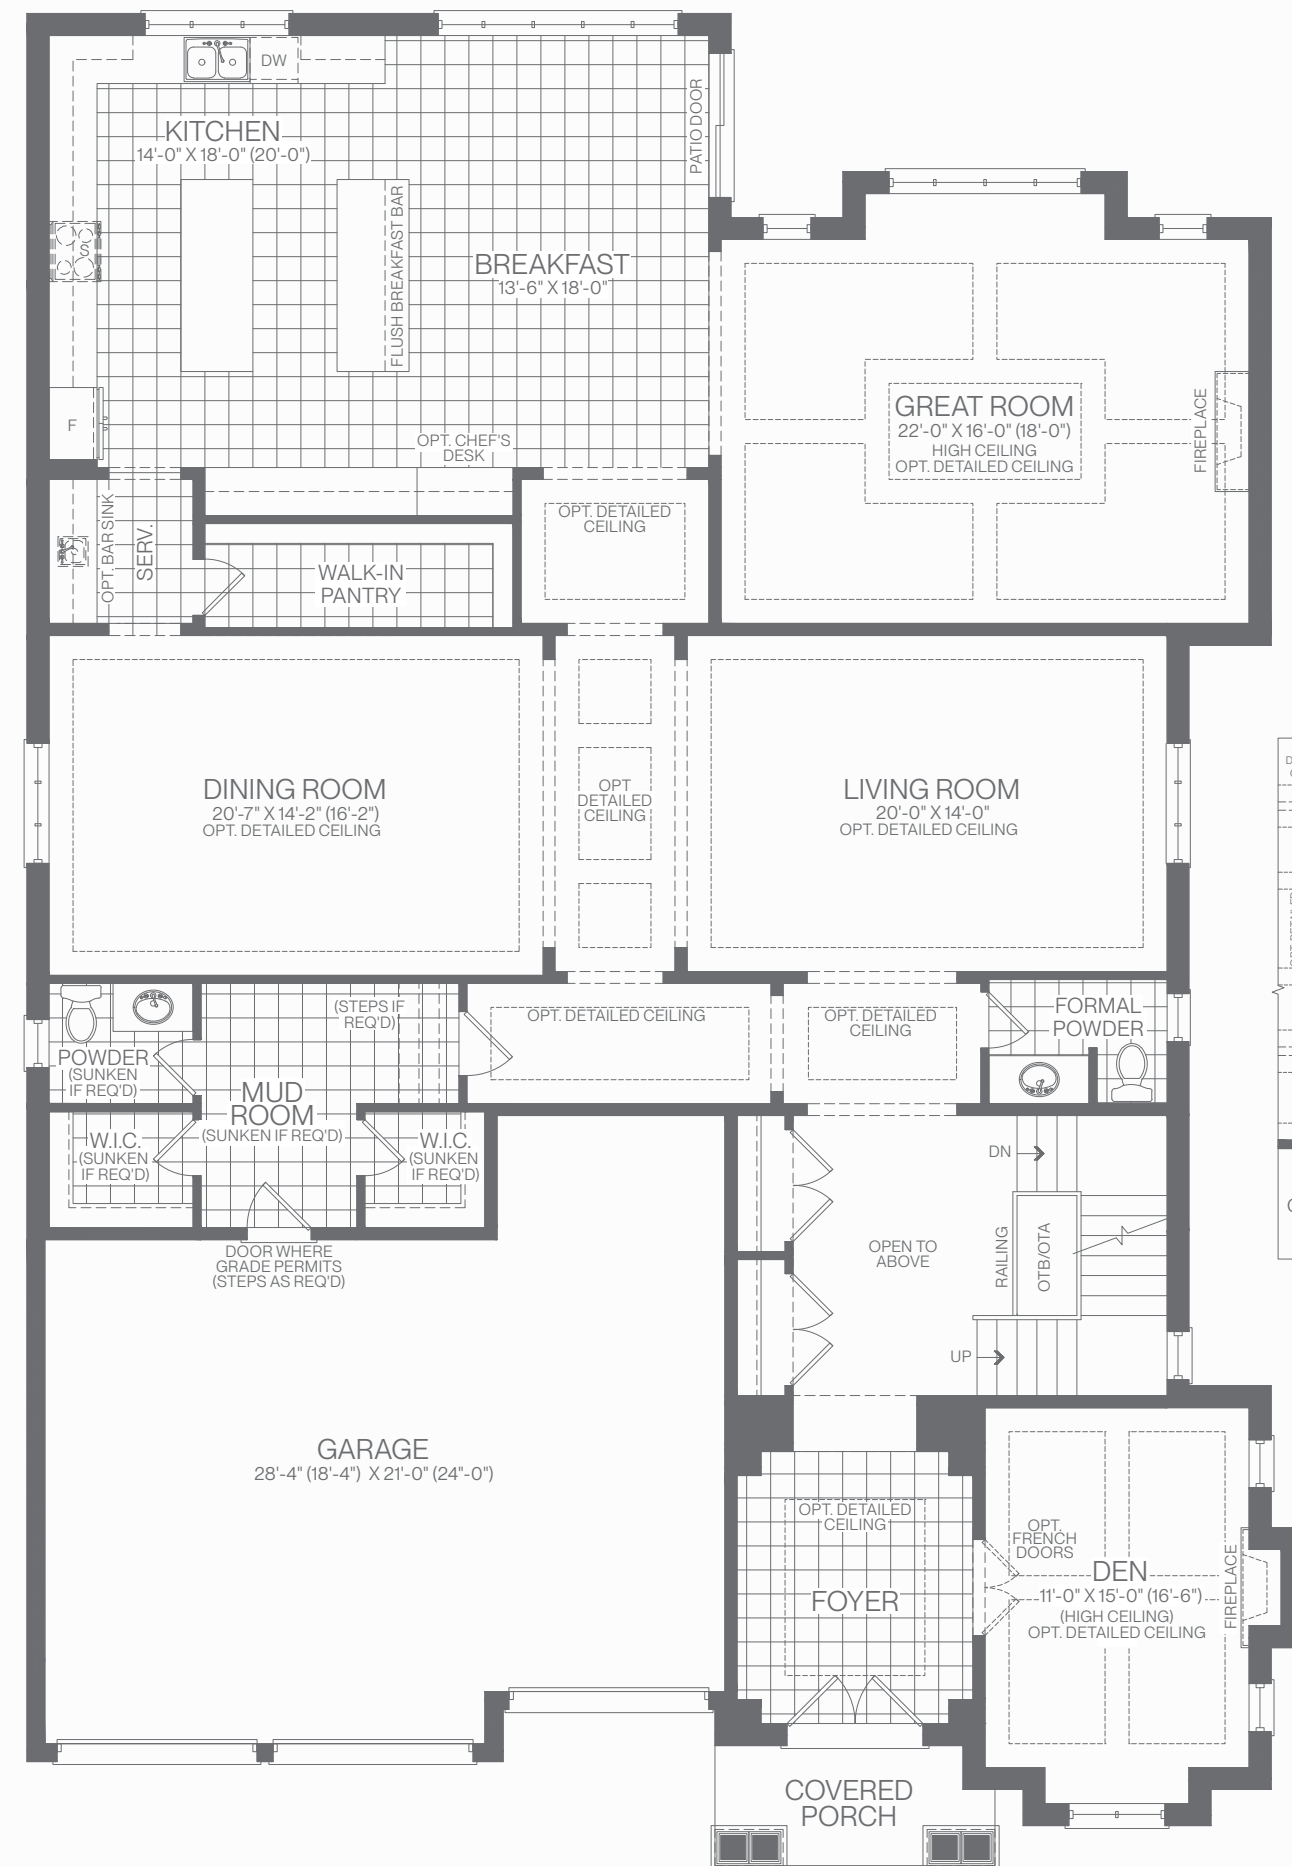 DW
KITCHEN
14'-0" X 18'-0" (20'-0")
PATIO DOOR
S
FLUSH BREAKFAST BAR
BREAKFAST
13'-6" X 18'-0"
F
OPT. CHEF'S
DESK
GREAT ROOM
22'-0" X 16'-0" (18'-0")
HIGH CEILING
OPT. DETAILED CEILING
FIREPLACE
OPT. BAR SINK
SERV.
WALK-IN
PANTRY
OPT. DETAILED
CEILING
DINING ROOM
20'-7" X 14'-2" (16'-2")
OPT. DETAILED CEILING
OPT
DETAILED
CEILING
LIVING ROOM
20'-0" X 14'-0"
OPT. DETAILED CEILING
POWDER
(SUNKEN
IF REQ'D)
(STEPS IF
REQ'D)
MUD
ROOM
(SUNKEN IF REQ'D)
OPT. DETAILED CEILING
OPT. DETAILED
CEILING
FORMAL
POWDER
W.I.C.
(SUNKEN
IF REQ'D)
W.I.C.
(SUNKEN
IF REQ'D)
DOOR WHERE
GRADE PERMITS
(STEPS AS REQ'D)
DN
OPEN TO
ABOVE
RAILING
OTB/OTA
UP
GARAGE
28'-4" (18'-4") X 21'-0" (24"-0")
OPT. DETAILED
CEILING
FOYER
OPT.
FRENCH
DOORS
DEN
11'-0" X 15'-0" (16'-6")
(HIGH CEILING)
OPT. DETAILED CEILING
FIREPLACE
COVERED
PORCH